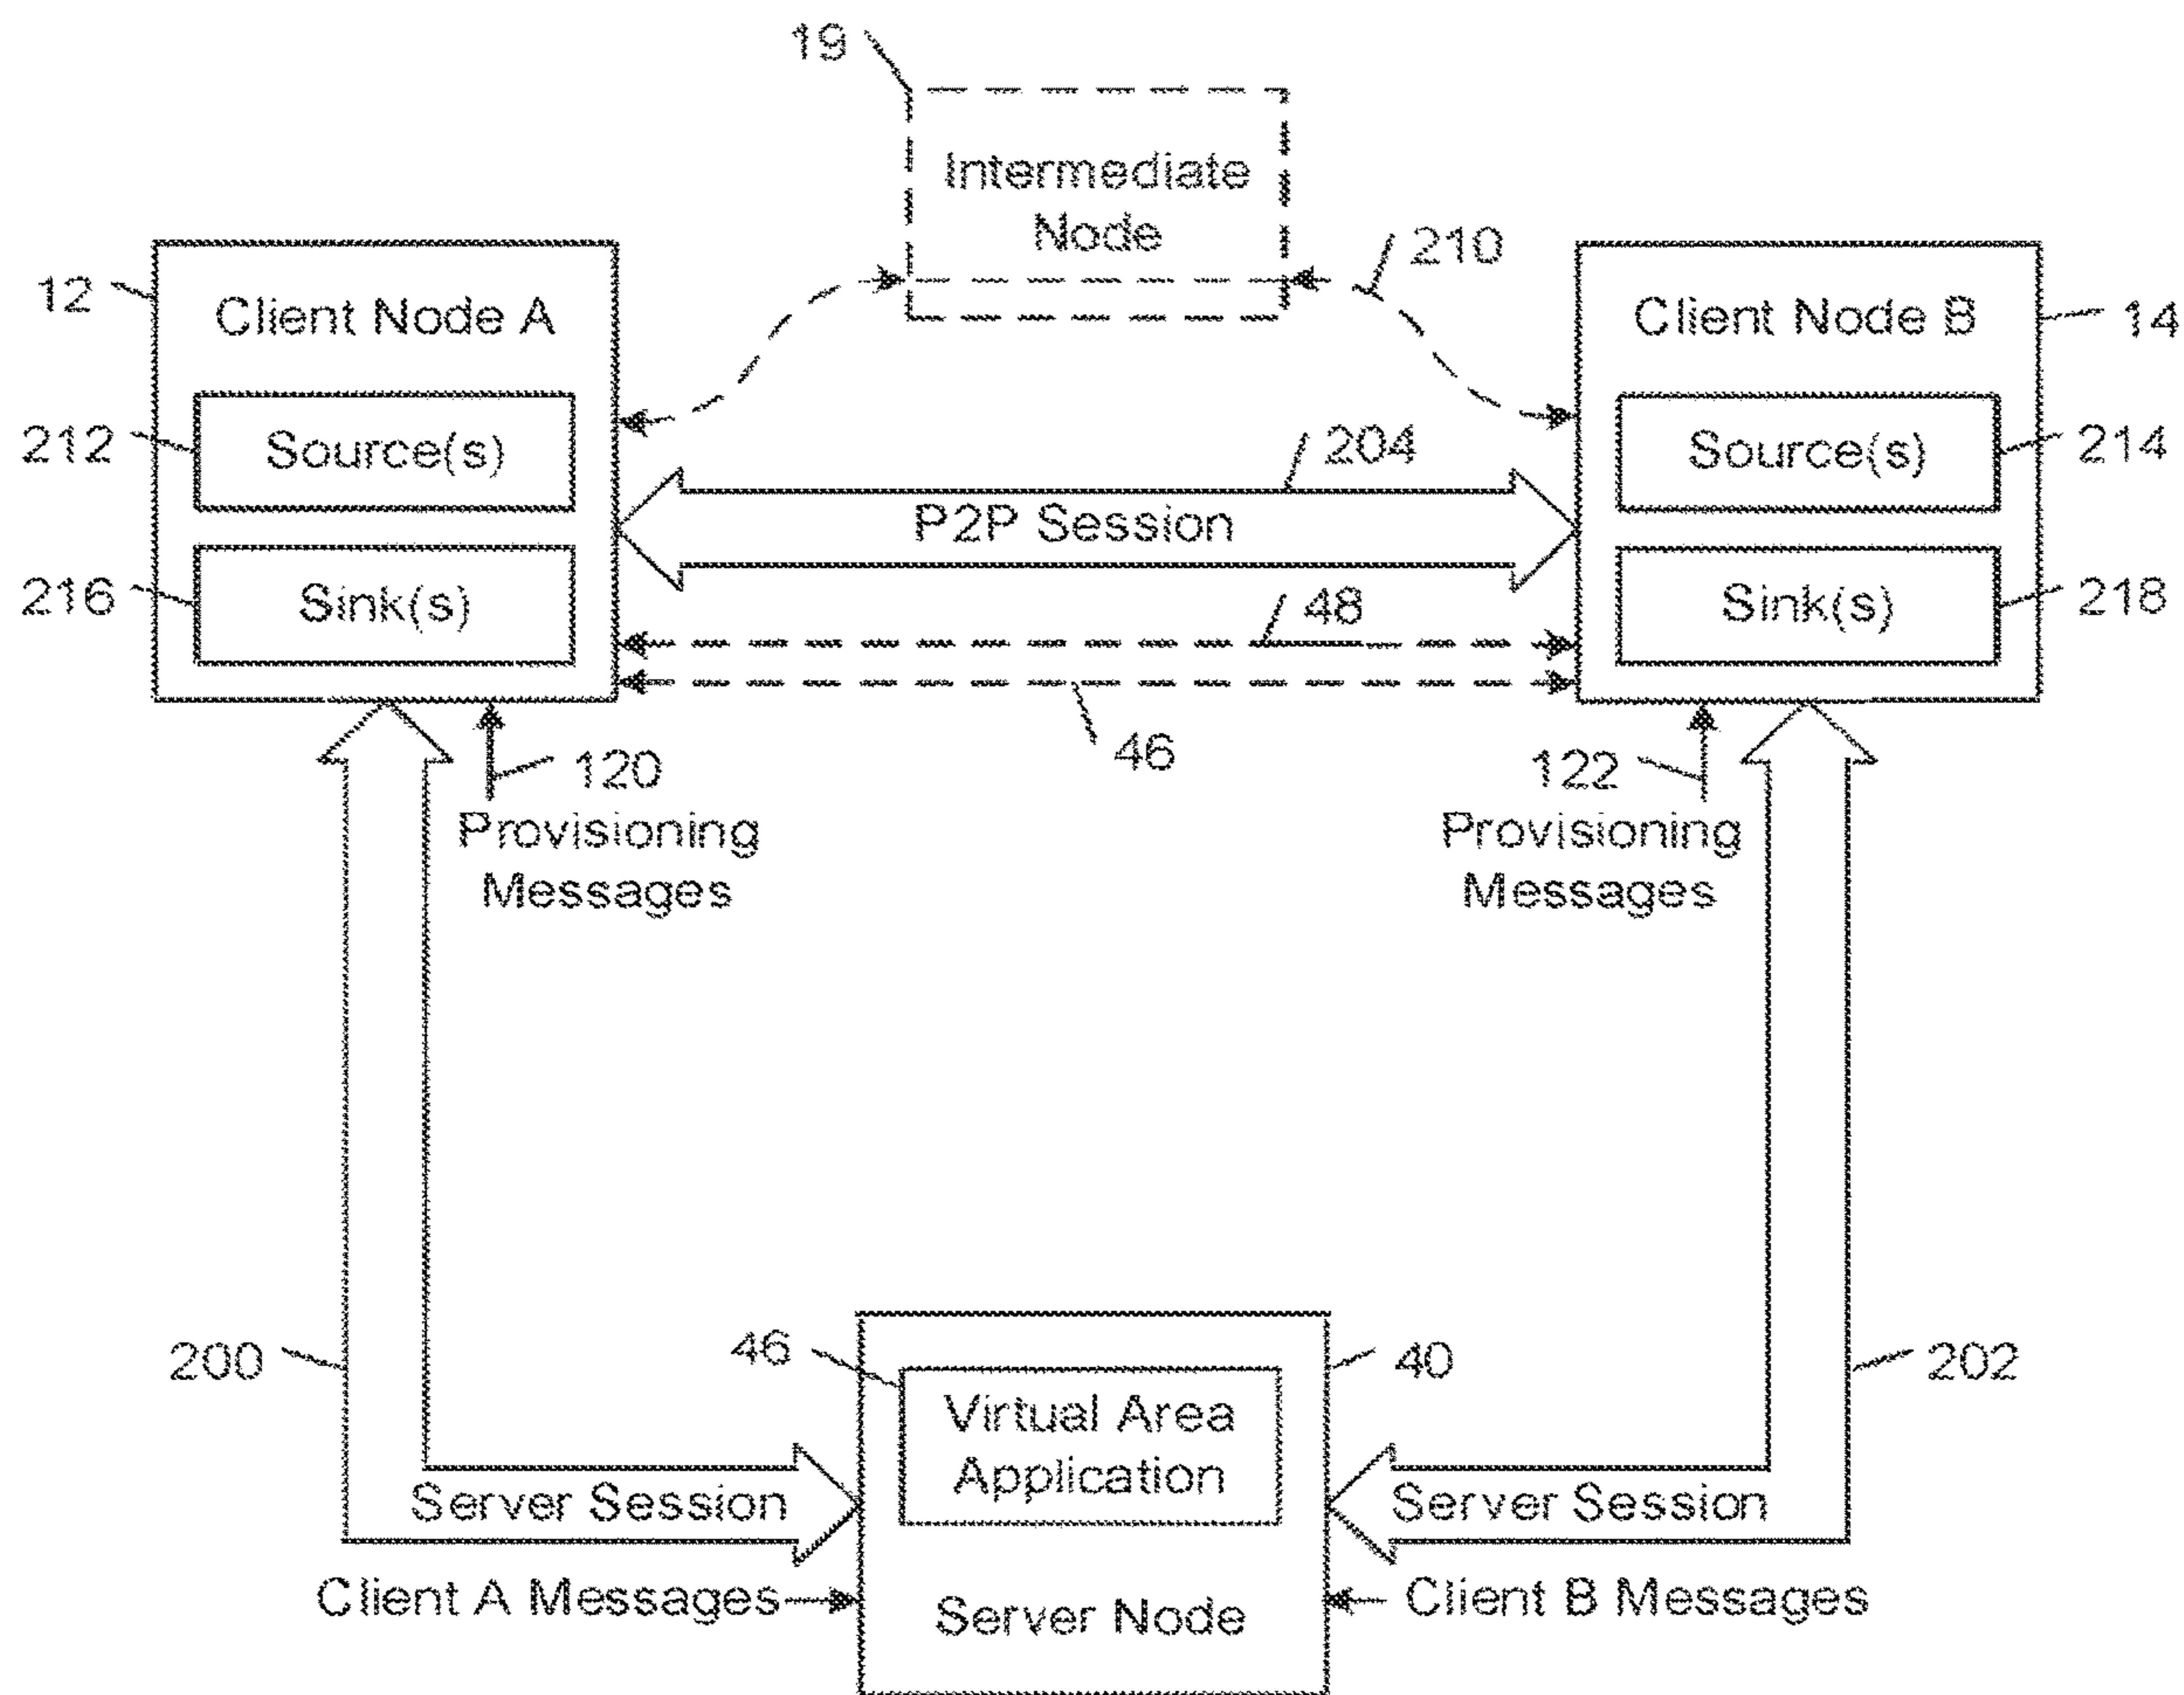 19
Intermediate
Node
210
12
Client Node A
Client Node B
14
212
Source(s)
204
Source(s)
214
P2P Session
216
Sink(s)
48
Sink(s)
218
46
120
Provisioning
Messages
122
Provisioning
Messages
200
46
Virtual Area
Application
40
202
Server Session
Server Session
Client A Messages
Server Node
Client B Messages